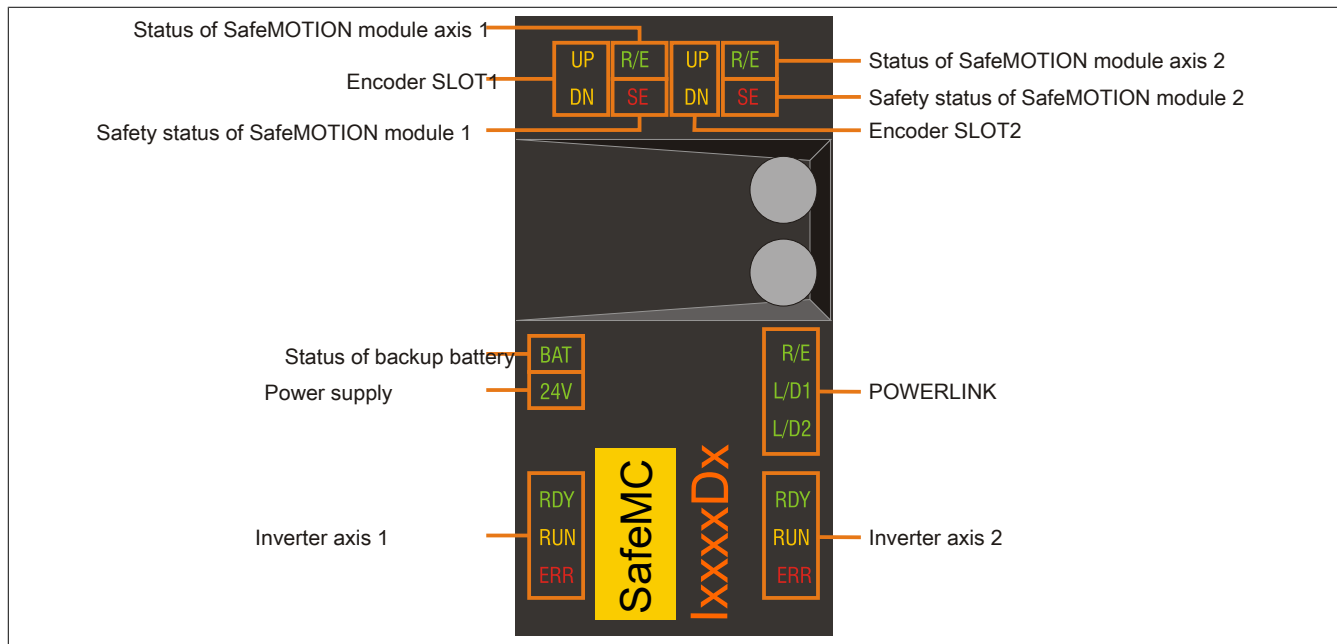 Status of SafeMOTION module axis 1
UP R/E UP R/E
Status of SafeMOTION module axis 2
Encoder SLOT1
DN SE DN SE
Safety status of SafeMOTION module 2
Safety status of SafeMOTION module 1
Encoder SLOT2
Status of backup battery
BAT
R/E
Power supply
24V
L/D1
POWERLINK
L/D2
RDY
RDY
Inverter axis 1
RUN
RUN
Inverter axis 2
ERR
ERR
SafeMC
IxxxxDx